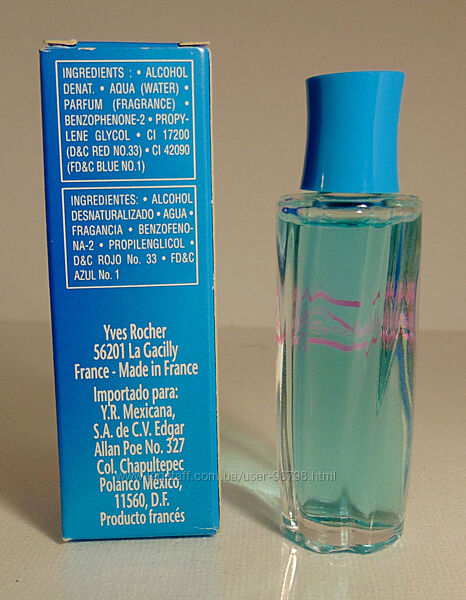 INGREDIENTS : • ALCOHOL
DENAT. • AQUA (WATER) •
PARFUM (FRAGRANCE) •
BENZOPHENONE-2 • PROPY-
LENE GLYCOL • CI 17200
(D&C RED NO.33) • CI 42090
(FD&C BLUE NO.1)
INGREDIENTES: • ALCOHOL
DESNATURALIZADO • AGUA •
FRAGANCIA • BENZOFENO-
NA-2 • PROPILENGLICOL •
D&C ROJO No. 33 • FD&C
AZUL No. 1
Yves Rocher
56201 La Gacilly
France - Made in France
Importado para:
Y.R. Mexicana,
S.A. de C.V. Edgar
Allan Poe No. 327
Col. Chapultepec
Polanco México,
11560, D.F.
Producto francés